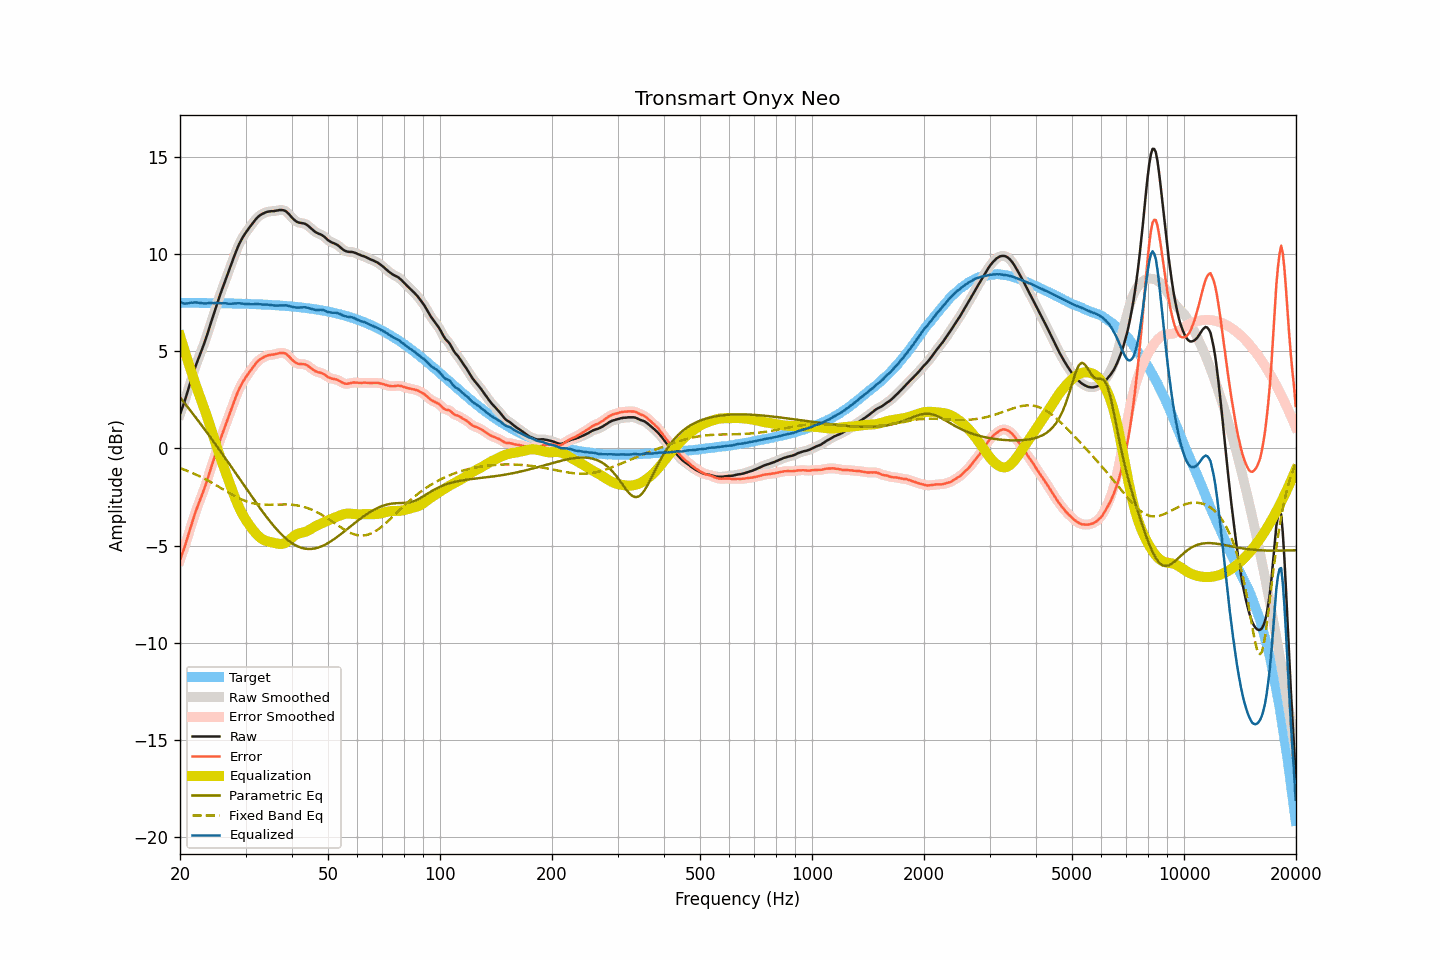 Tronsmart Onyx Neo
Amplitude (dBr)
15
10
5
0
−5
−10
−15
−20
Target
Raw Smoothed
Error Smoothed
Raw
Error
Equalization
Parametric Eq
Fixed Band Eq
Equalized
20 50 100 200 500 1000 2000 5000 10000 20000
Frequency (Hz)